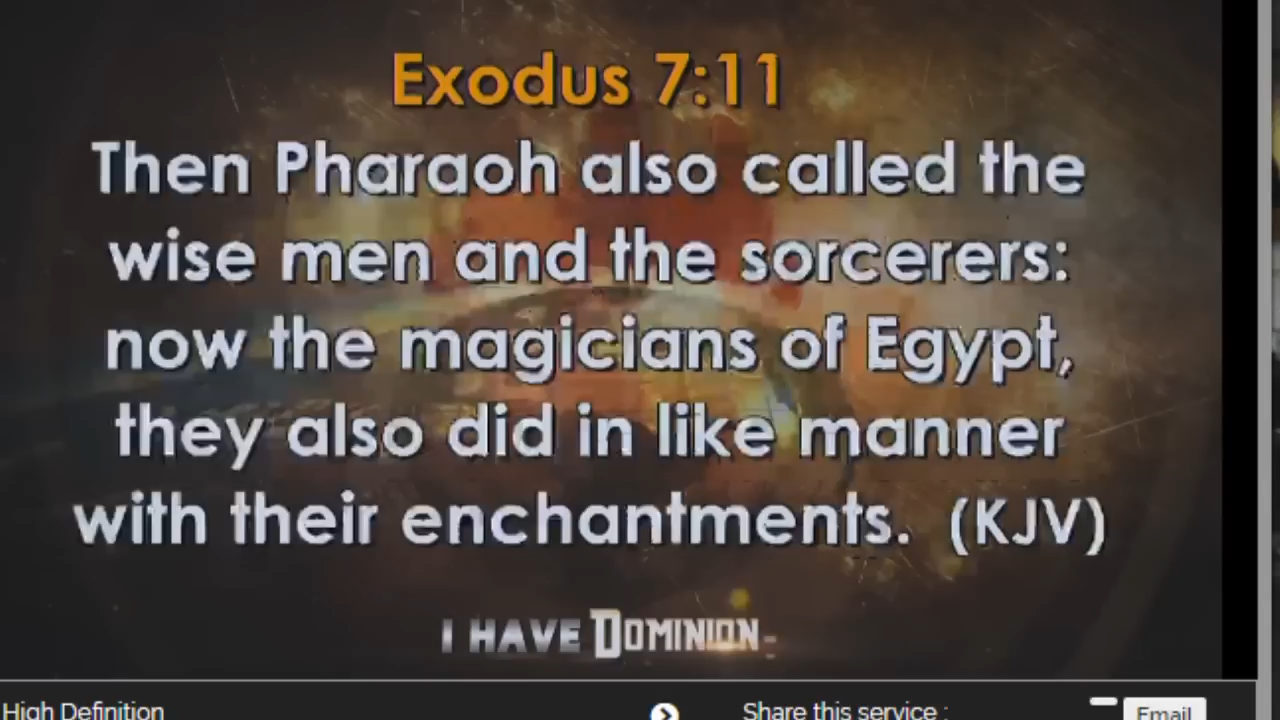 Exodus 7:11
Then Pharaoh also called the
wise men and the sorcerers:
now the magicians of Egypt,
they also did in like manner
with their enchantments. (KJV)
I HAVE DOMINION
High Definition
Share this service :
Email